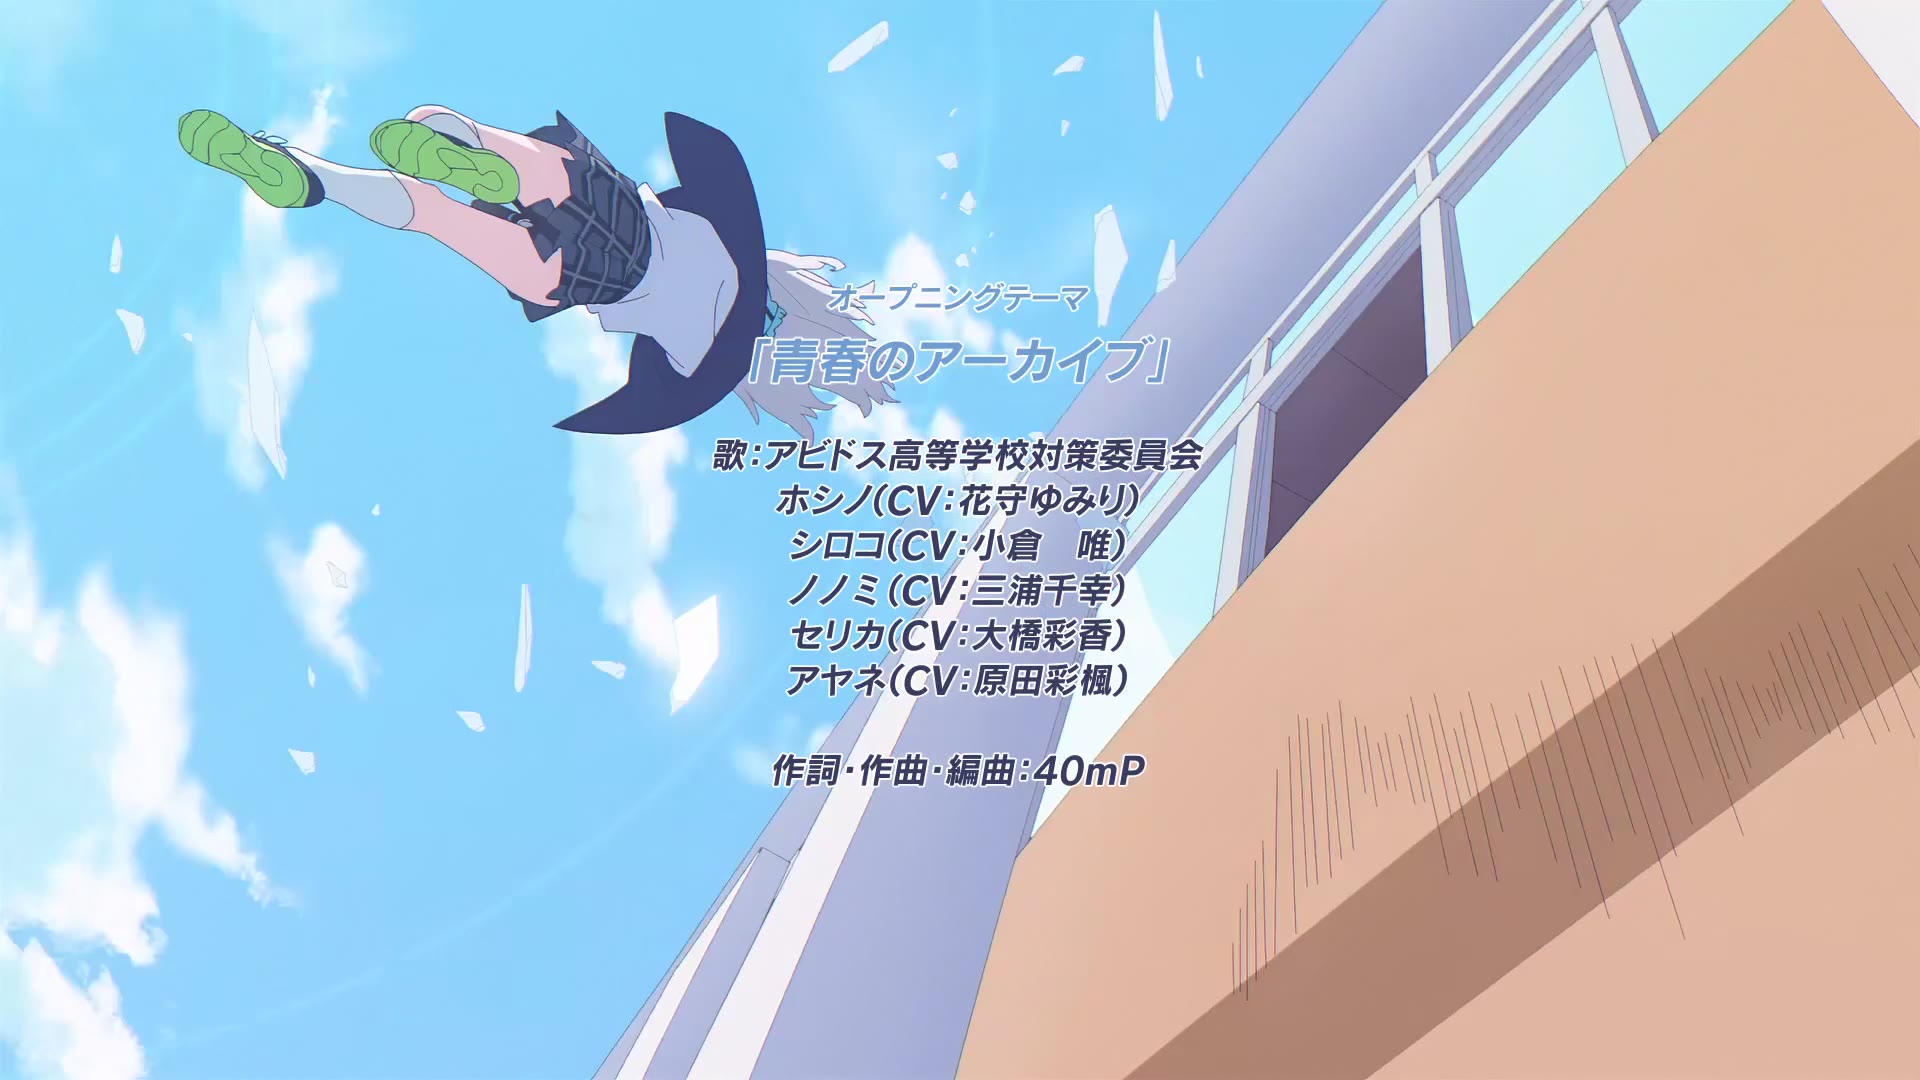 オープニングテーマ
「青春のアーカイブ」
歌：アビドス高等学校対策委員会
ホシノ(CV：花守ゆみり)
シロコ(CV：小倉　唯)
ノノミ(CV：三浦千幸)
セリカ(CV：大橋彩香)
アヤネ(CV：原田彩楓)
作詞・作曲・編曲：40mP